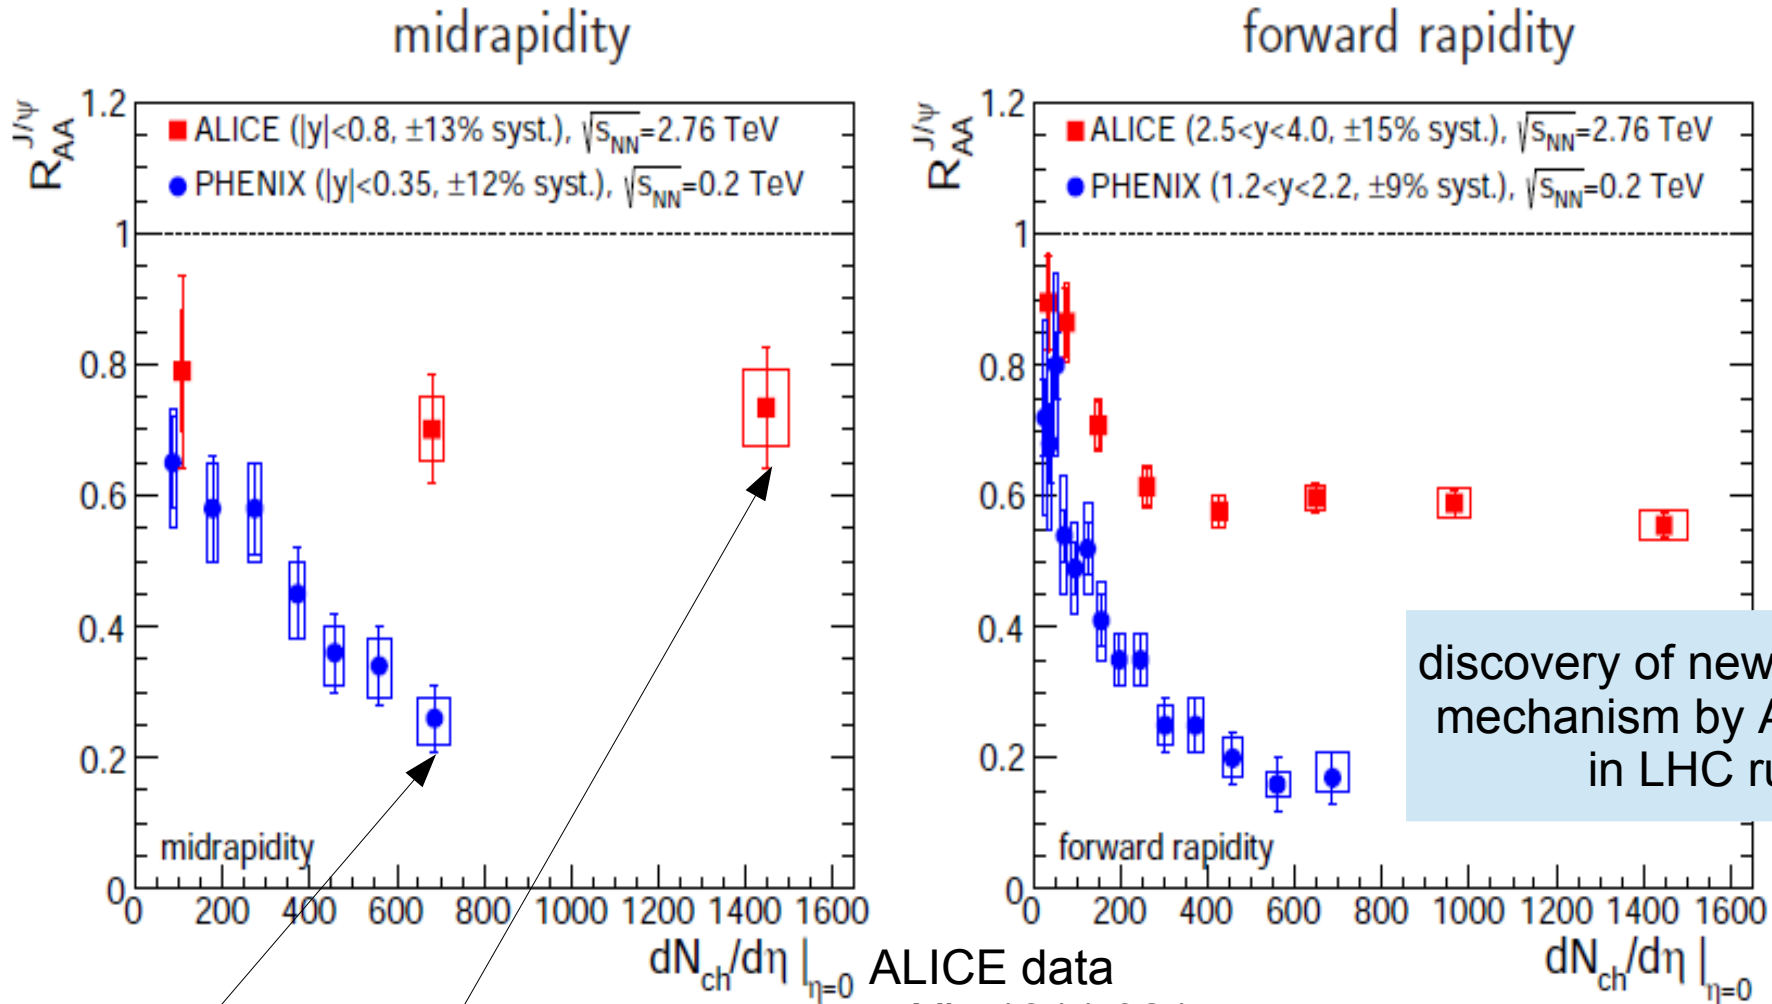 midrapidity
R_AA^J/ψ
1.2
1
0.8
0.6
0.4
0.2
0
ALICE (|y|<0.8, ±13% syst.), √s_NN=2.76 TeV
PHENIX (|y|<0.35, ±12% syst.), √s_NN=0.2 TeV
midrapidity
0 200 400 600 800 1000 1200 1400 1600
dN_ch/dη |_η=0
forward rapidity
R_AA^J/ψ
1.2
1
0.8
0.6
0.4
0.2
0
ALICE (2.5<y<4.0, ±15% syst.), √s_NN=2.76 TeV
PHENIX (1.2<y<2.2, ±9% syst.), √s_NN=0.2 TeV
forward rapidity
0 200 400 600 800 1000 1200 1400 1600
dN_ch/dη |_η=0
discovery of new
mechanism by
in LHC
ALICE data